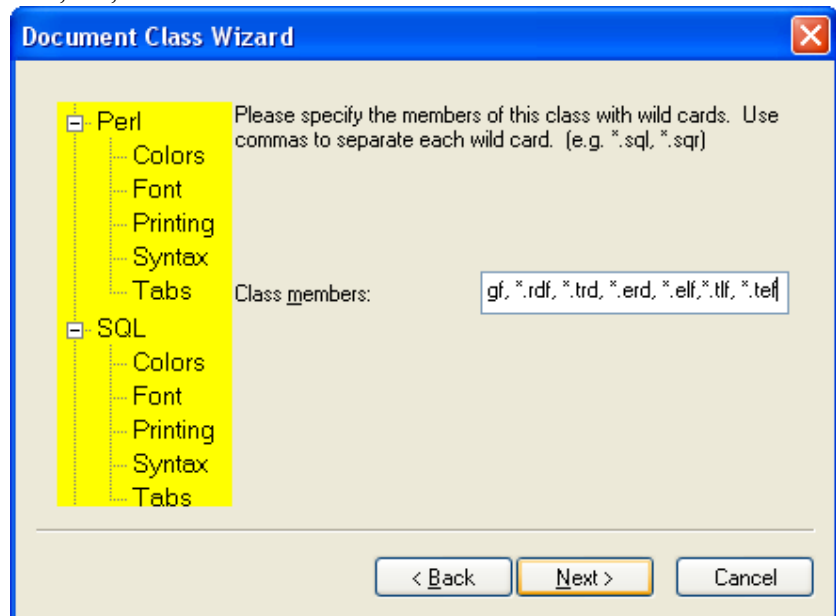 Document Class Wizard
Perl
Colors
Font
Printing
Syntax
Tabs
SQL
Colors
Font
Printing
Syntax
Tabs
Please specify the members of this class with wild cards.  Use
commas to separate each wild card.  (e.g. *.sql, *.sqr)
Class members:
gf, *.rdf, *.trd, *.erd, *.elf,*.tlf, *.tef
< Back
Next >
Cancel